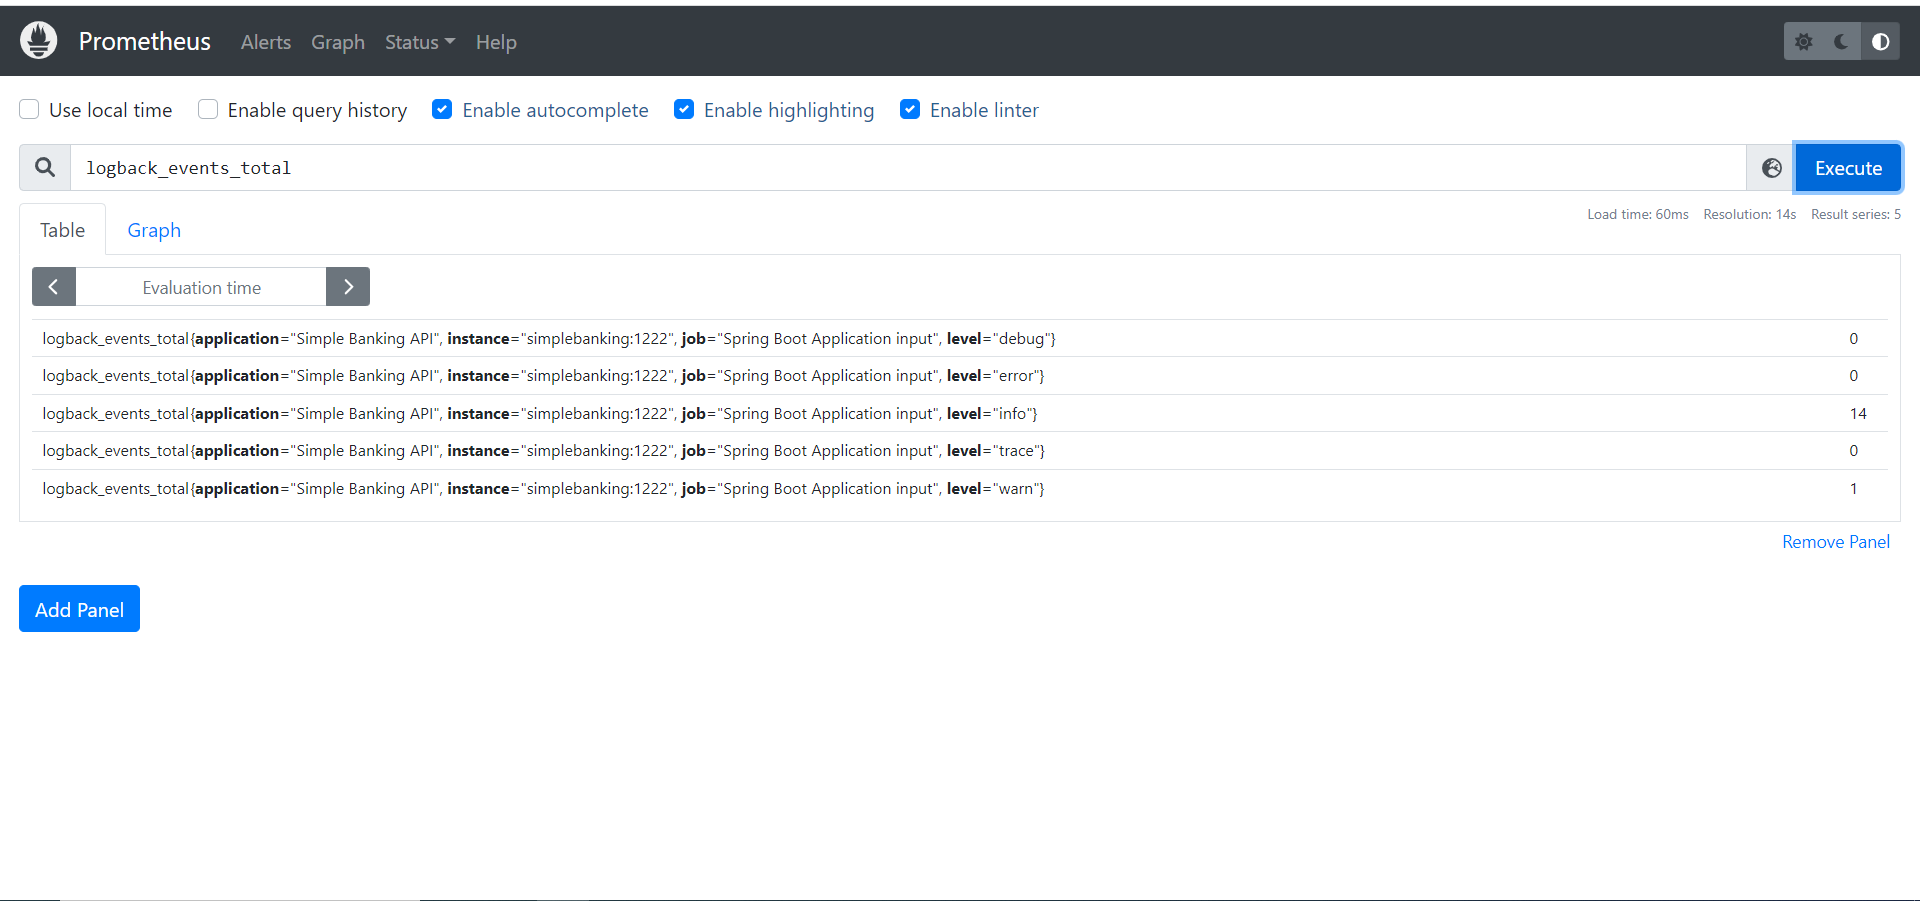 Prometheus Alerts Graph Status Help
Use local time Enable query history Enable autocomplete Enable highlighting Enable linter
logback_events_total Execute
Table Graph Load time: 60ms Resolution: 14s Result series: 5
Evaluation time
logback_events_total{application="Simple Banking API", instance="simplebanking:1222", job="Spring Boot Application input", level="debug"} 0
logback_events_total{application="Simple Banking API", instance="simplebanking:1222", job="Spring Boot Application input", level="error"} 0
logback_events_total{application="Simple Banking API", instance="simplebanking:1222", job="Spring Boot Application input", level="info"} 14
logback_events_total{application="Simple Banking API", instance="simplebanking:1222", job="Spring Boot Application input", level="trace"} 0
logback_events_total{application="Simple Banking API", instance="simplebanking:1222", job="Spring Boot Application input", level="warn"} 1
Remove Panel
Add Panel